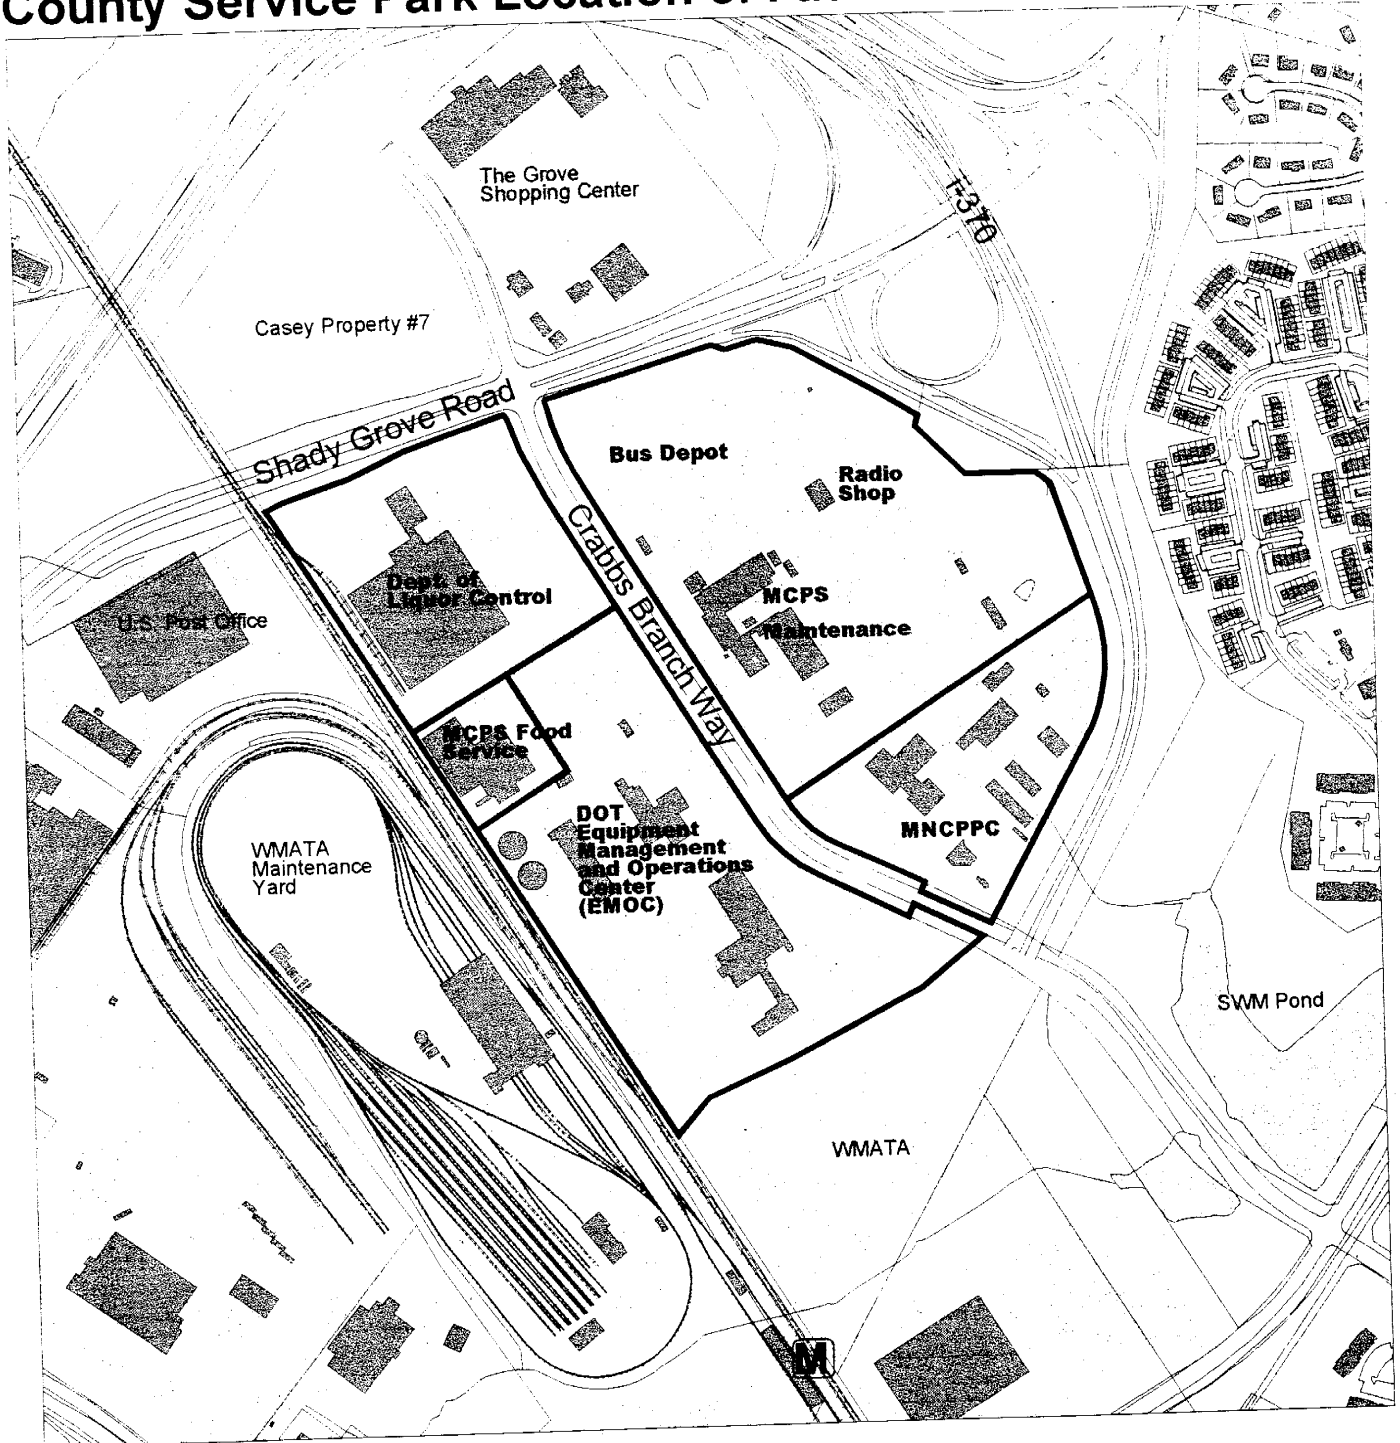 County Service Park Location of
The Grove
Shopping Center
I-370
Casey Property #7
Shady Grove Road
Bus Depot
Radio
Shop
Crabbs Branch Way
Dept. of
Liquor Control
U.S. Post Office
MCPS
Maintenance
MCPS Food
Service
DOT
Equipment
Management
and Operations
Center
(EMOC)
MNCPPC
WMATA
Maintenance
Yard
SWM Pond
WMATA
M